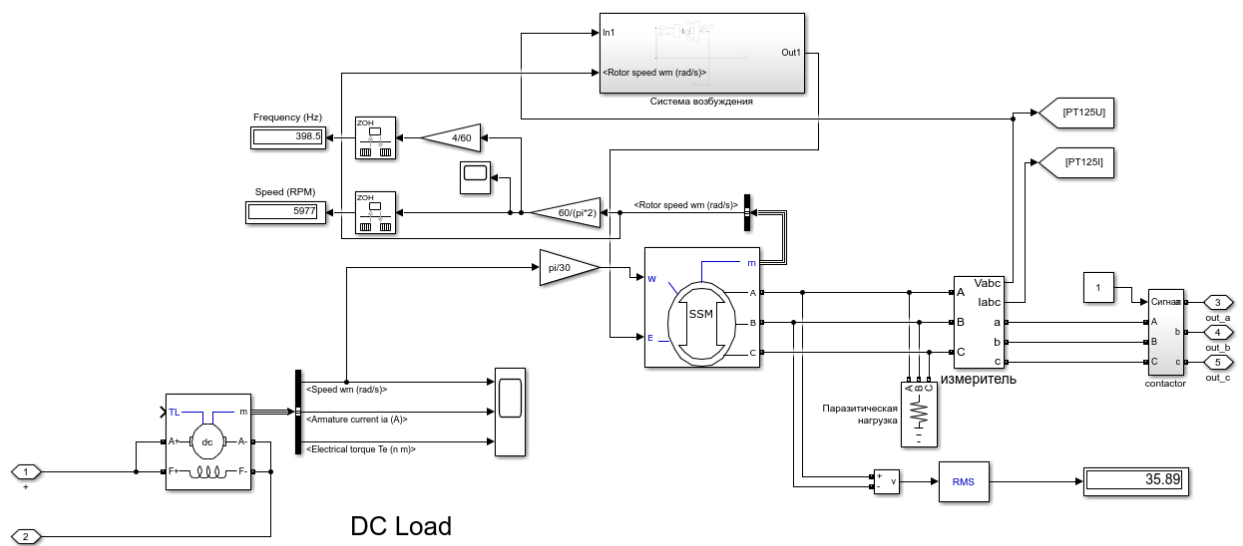 In1
Out1
<Rotor speed wm (rad/s)>
Система возбуждения
Frequency (Hz)
398.5
ZOH
4/60
[PT125U]
[PT125I]
Speed (RPM)
5977
ZOH
60/(pi*2)
<Rotor speed wm (rad/s)>
pi/30
W
E
SSM
m
A
B
C
A
B
C
Vabc
Iabc
a
b
c
измеритель
1
A
B
C
a
b
c
contactor
3
out_a
4
out_b
5
out_c
A B C
Паразитическая
нагрузка
<Speed wm (rad/s)>
<Armature current ia (A)>
<Electrical torque Te (n m)>
TL
m
A+
dc
A-
F+
F-
1
+
2
+
-
v
RMS
35.89
DC Load